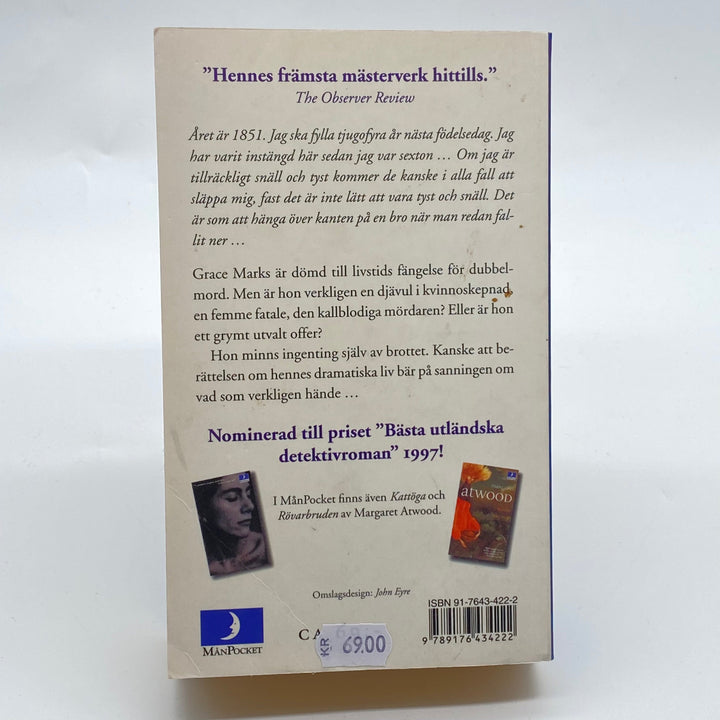 ”Hennes främsta mästerverk hittills.”
The Observer Review
Året är 1851. Jag ska fylla tjugofyra år nästa födelsedag. Jag
har varit instängd här sedan jag var sexton … Om jag är
tillräckligt snäll och tyst kommer de kanske i alla fall att
släppa mig, fast det är inte lätt att vara tyst och snäll. Det
är som att hänga över kanten på en bro när man redan fal-
lit ner …
Grace Marks är dömd till livstids fängelse för dubbel-
mord. Men är hon verkligen en djävul i kvinnoskepnad,
en femme fatale, den kallblodiga mördaren? Eller är hon
ett grymt utvalt offer?
Hon minns ingenting själv av brottet. Kanske att be-
rättelsen om hennes dramatiska liv bär på sanningen om
vad som verkligen hände …
Nominerad till priset ”Bästa utländska
detektivroman” 1997!
I MånPocket finns även Kattöga och
Rövarbruden av Margaret Atwood.
atwood
Omslagsdesign: John Eyre
ISBN 91-7643-422-2
9 789176 434222
MÅNPOCKET
C A
KR 69.00